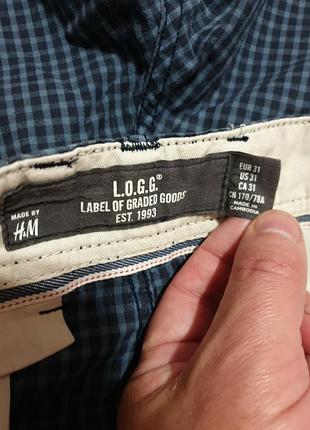 L.O.G.G.®
LABEL OF GRADED GOODS
EST. 1993
MADE BY
H&M
EUR 31
US 31
CA 31
CN 170/78A
MADE IN
CAMBODIA